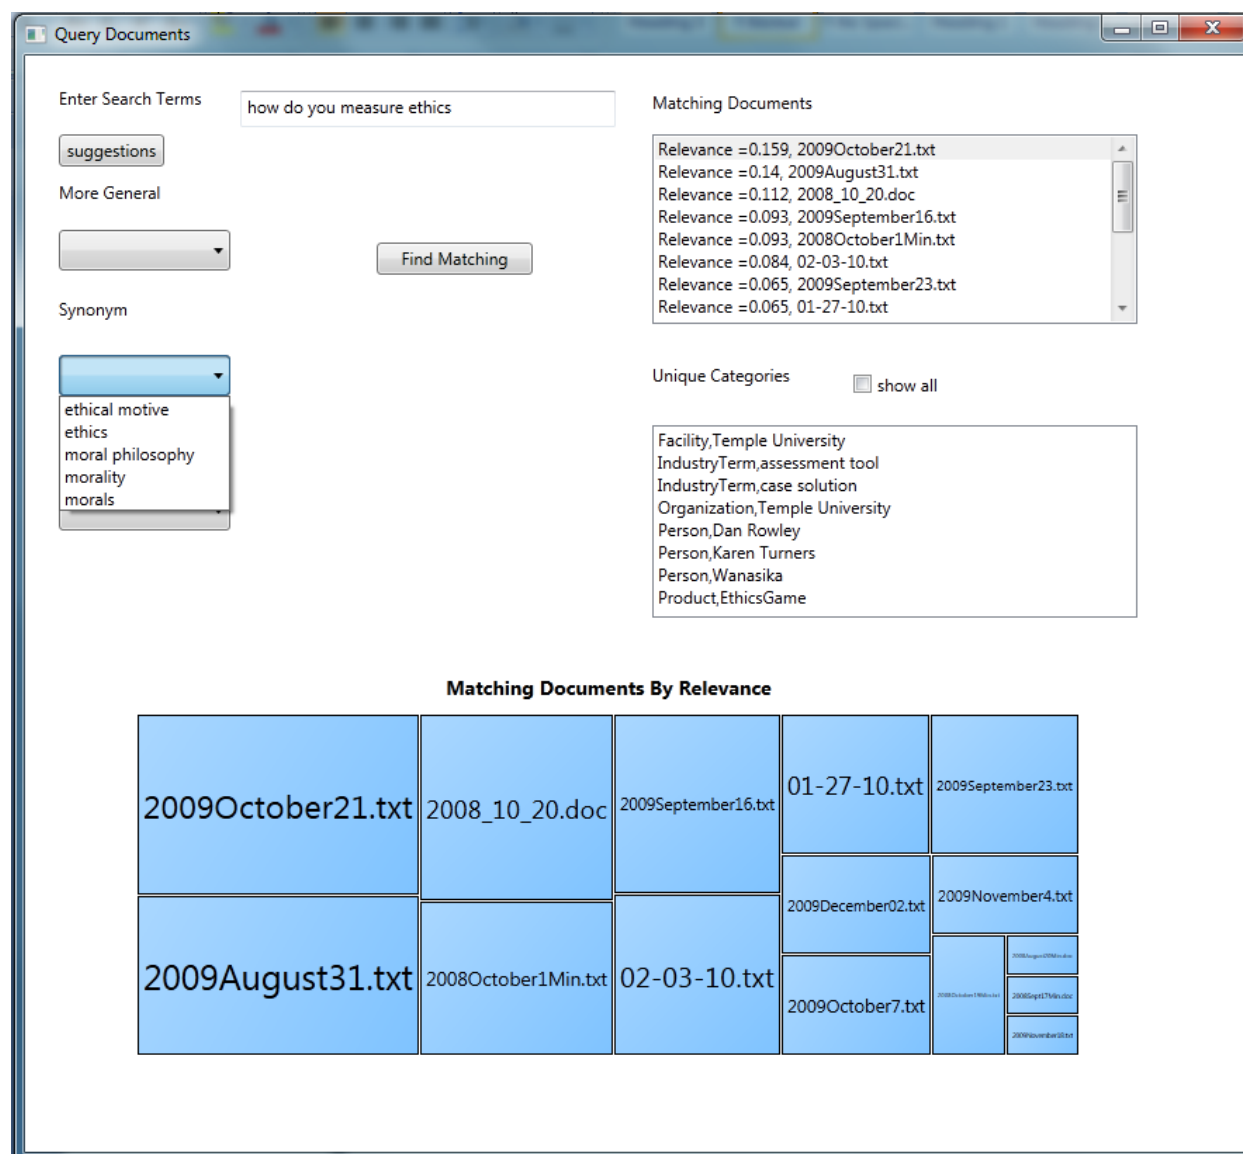 Query Documents
Enter Search Terms
how do you measure ethics
suggestions
More General
Find Matching
Synonym
ethical motive
ethics
moral philosophy
morality
morals
Matching Documents
Relevance =0.159, 2009October21.txt
Relevance =0.14, 2009August31.txt
Relevance =0.112, 2008_10_20.doc
Relevance =0.093, 2009September16.txt
Relevance =0.093, 2008October1Min.txt
Relevance =0.084, 02-03-10.txt
Relevance =0.065, 2009September23.txt
Relevance =0.065, 01-27-10.txt
Unique Categories
show all
Facility,Temple University
IndustryTerm,assessment tool
IndustryTerm,case solution
Organization,Temple University
Person,Dan Rowley
Person,Karen Turners
Person,Wanasika
Product,EthicsGame
Matching Documents By Relevance
2009October21.txt
2008_10_20.doc
2009September16.txt
01-27-10.txt
2009September23.txt
2009August31.txt
2008October1Min.txt
02-03-10.txt
2009December02.txt
2009November4.txt
2009October7.txt
2008Sept17Min.doc
2009November18.txt